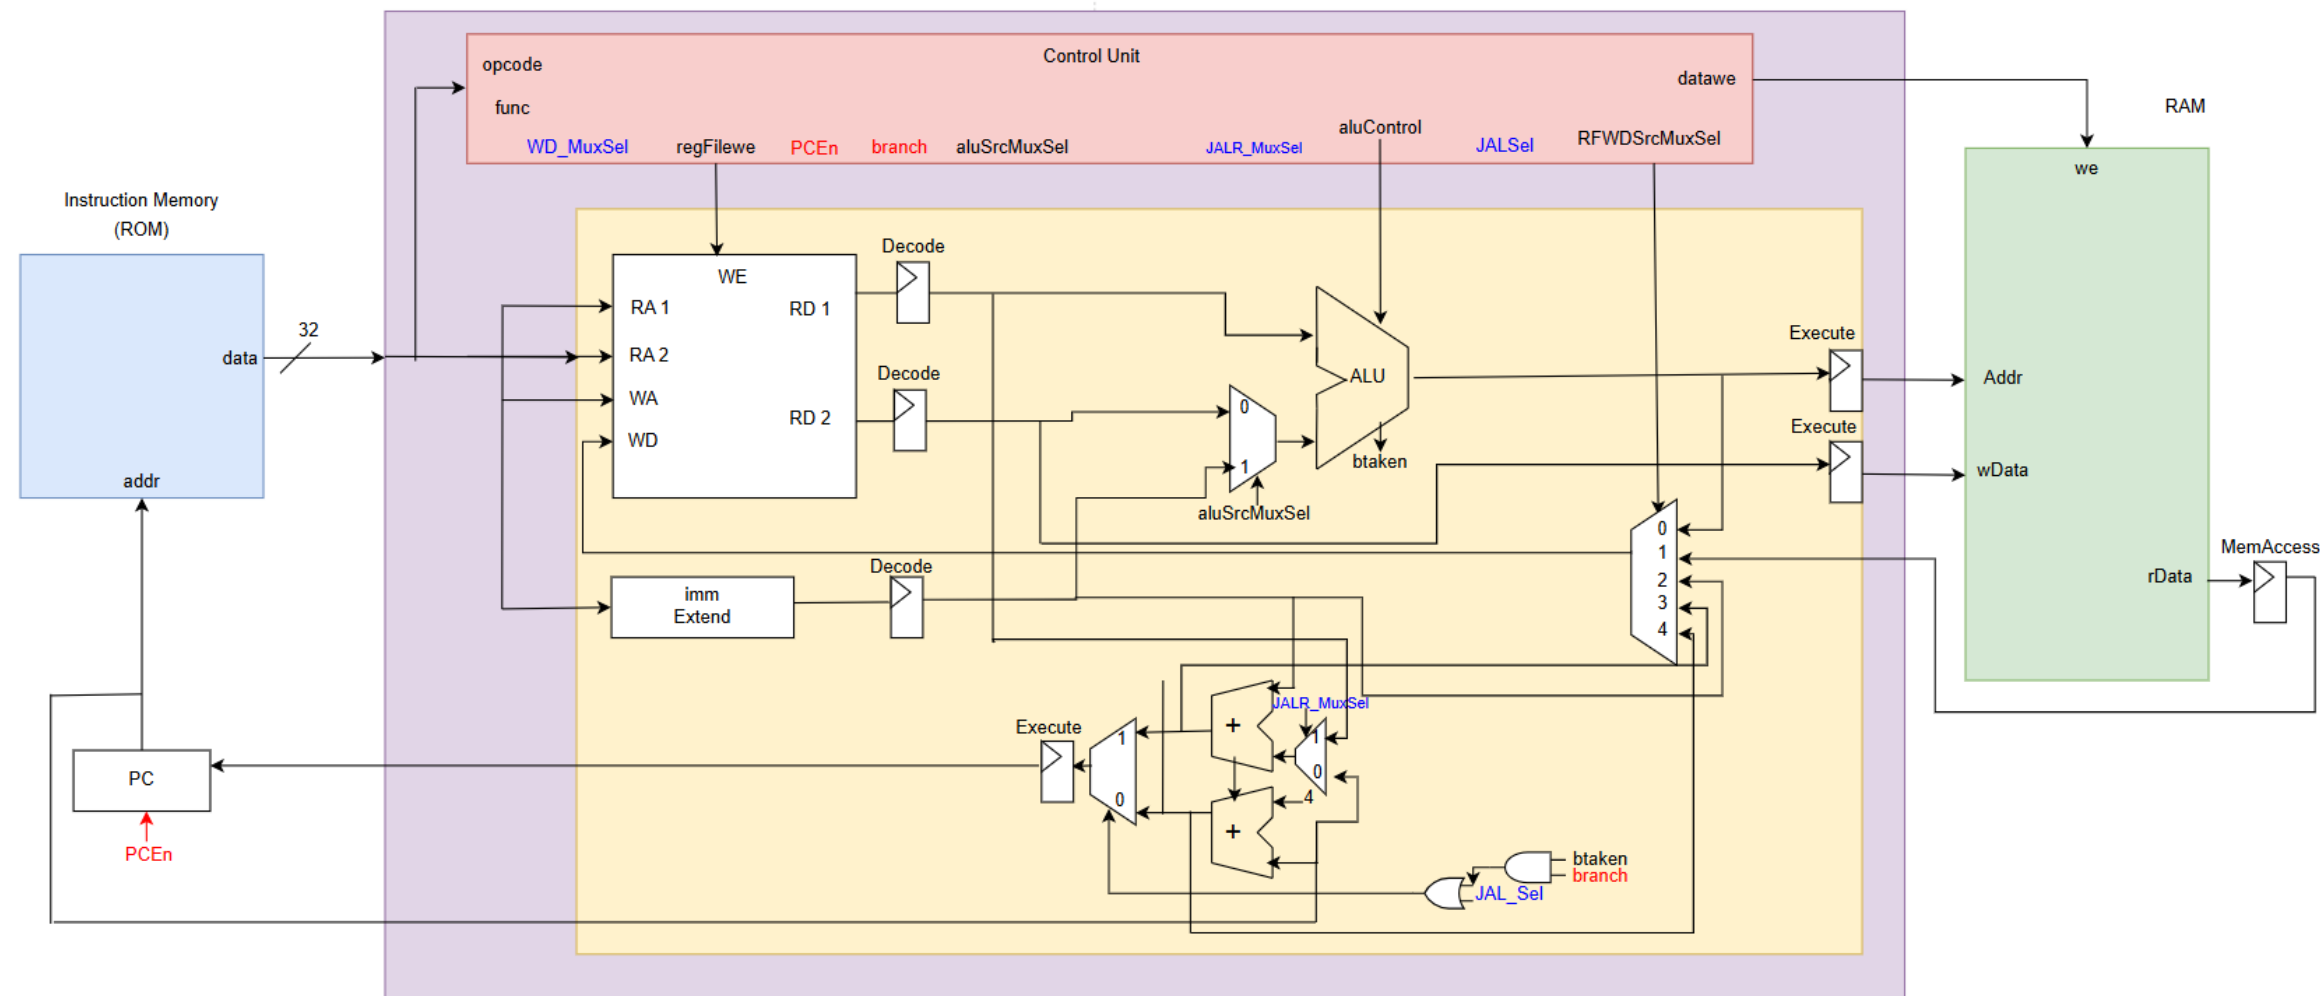 Control Unit
opcode
datawe
func
WD_MuxSel
regFilewe
PCEn
branch
aluSrcMuxSel
JALR_MuxSel
aluControl
JALSel
RFWDSrcMuxSel
RAM
we
Instruction Memory
(ROM)
data
32
addr
WE
RA 1
RD 1
RA 2
WA
RD 2
WD
Decode
Decode
ALU
0
1
btaken
aluSrcMuxSel
Execute
Execute
Addr
wData
rData
MemAccess
0
1
2
3
4
Decode
imm
Extend
JALR_MuxSel
+
1
0
4
+
Execute
1
0
PC
PCEn
btaken
branch
JAL_Sel